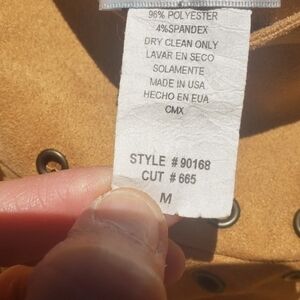 96% POLYESTER
4%SPANDEX
DRY CLEAN ONLY
LAVAR EN SECO
SOLAMENTE
MADE IN USA
HECHO EN EUA
CMX
STYLE # 90168
CUT # 665
M